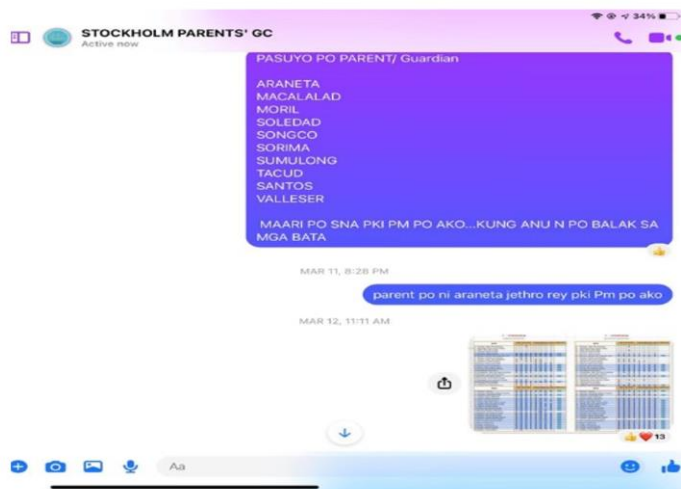 34%
STOCKHOLM PARENTS' GC
Active now
PASUYO PO PARENT/ Guardian
ARANETA
MACALALAD
MORIL
SOLEDAD
SONGCO
SORIMA
SUMULONG
TACUD
SANTOS
VALLESER
MAARI PO SNA PKI PM PO AKO...KUNG ANU N PO BALAK SA
MGA BATA
MAR 11, 8:28 PM
parent po ni araneta jethro rey pki Pm po ako
MAR 12, 11:11 AM
13
Aa